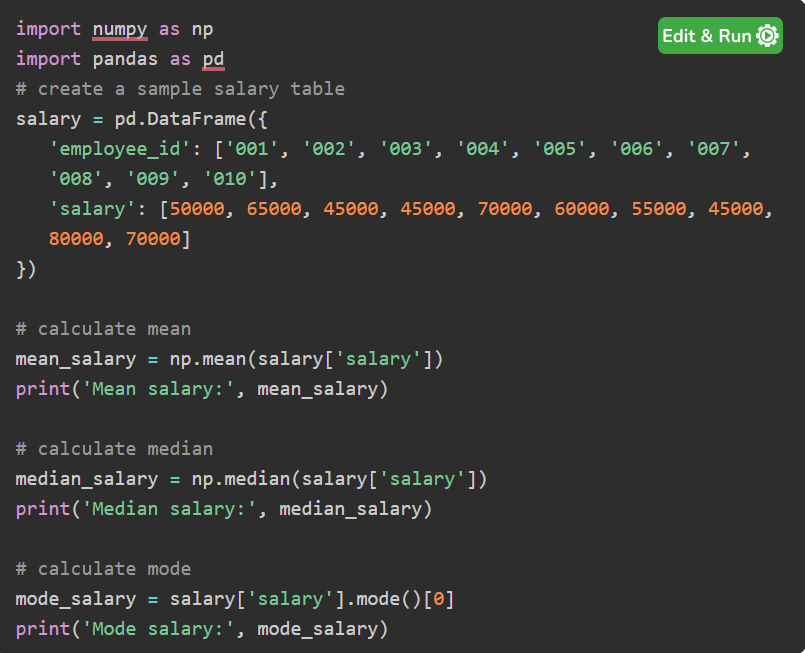 import numpy as np
Edit & Run
import pandas as pd
# create a sample salary table
salary = pd.DataFrame({
    'employee_id': ['001', '002', '003', '004', '005', '006', '007',
    '008', '009', '010'],
    'salary': [50000, 65000, 45000, 45000, 70000, 60000, 55000, 45000,
    80000, 70000]
})

# calculate mean
mean_salary = np.mean(salary['salary'])
print('Mean salary:', mean_salary)

# calculate median
median_salary = np.median(salary['salary'])
print('Median salary:', median_salary)

# calculate mode
mode_salary = salary['salary'].mode()[0]
print('Mode salary:', mode_salary)